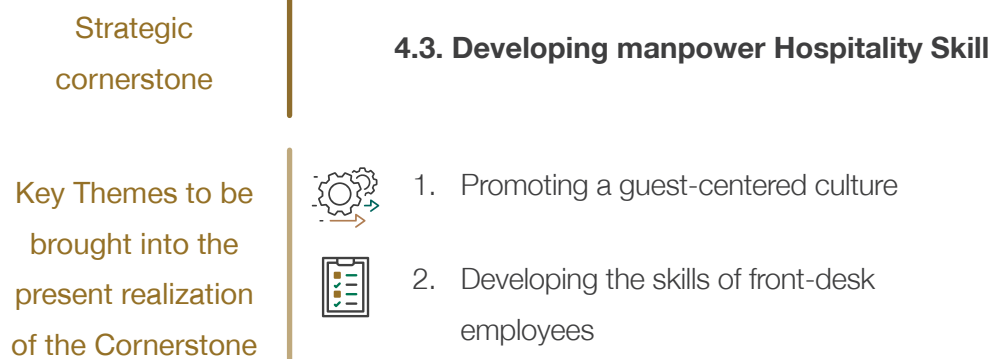 Strategic
cornerstone
4.3. Developing manpower Hospitality Skill
Key Themes to be
brought into the
present realization
of the Cornerstone
1. Promoting a guest-centered culture
2. Developing the skills of front-desk
employees